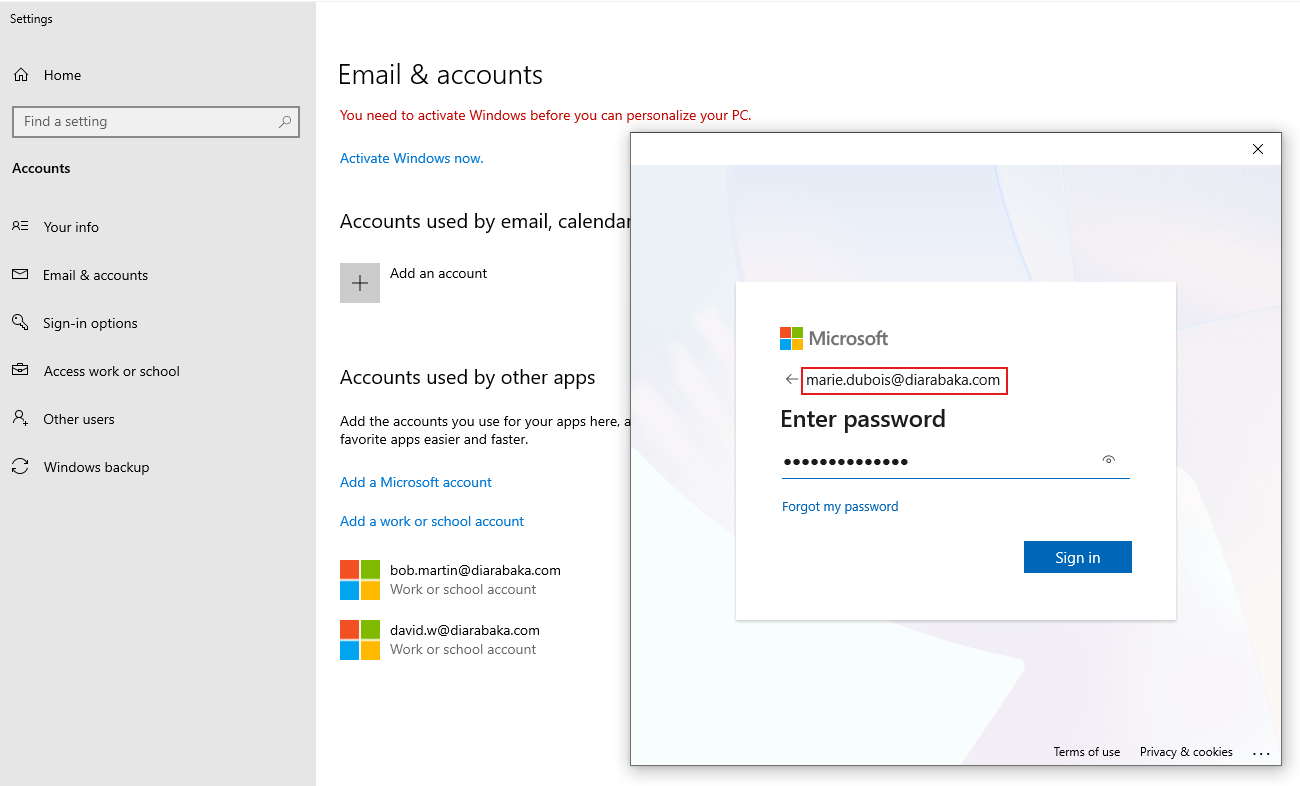 Settings
Home
Find a setting
Accounts
Your info
Email & accounts
Sign-in options
Access work or school
Other users
Windows backup
Email & accounts
You need to activate Windows before you can personalize your PC.
Activate Windows now.
Accounts used by email, calendar
Add an account
Accounts used by other apps
Add the accounts you use for your apps here, a
favorite apps easier and faster.
Add a Microsoft account
Add a work or school account
bob.martin@diarabaka.com
Work or school account
david.w@diarabaka.com
Work or school account
Microsoft
marie.dubois@diarabaka.com
Enter password
Forgot my password
Sign in
Terms of use Privacy & cookies ...